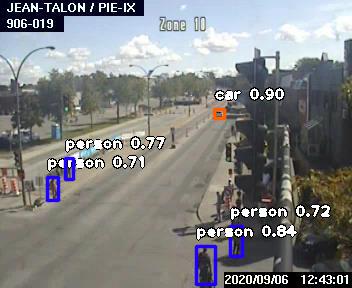 JEAN-TALON / PIE-IX
906-019
Zone 10
car 0.90
person 0.77
person 0.71
person 0.72
person 0.84
2020/09/06 12:43:01